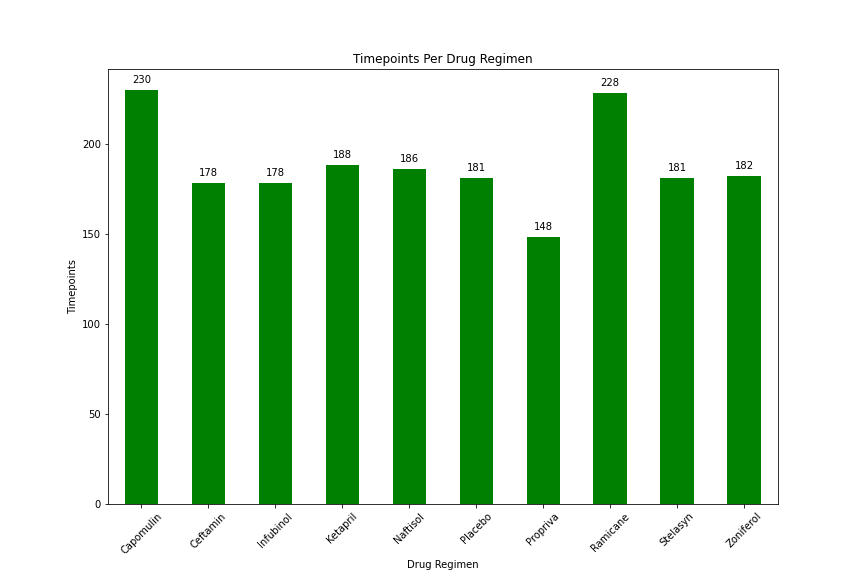 Timepoints Per Drug Regimen
230
178
178
188
186
181
148
228
181
182
200
150
100
50
0
Timepoints
Capomulin
Ceftamin
Infubinol
Ketapril
Naftisol
Placebo
Propriva
Ramicane
Stelasyn
Zoniferol
Drug Regimen